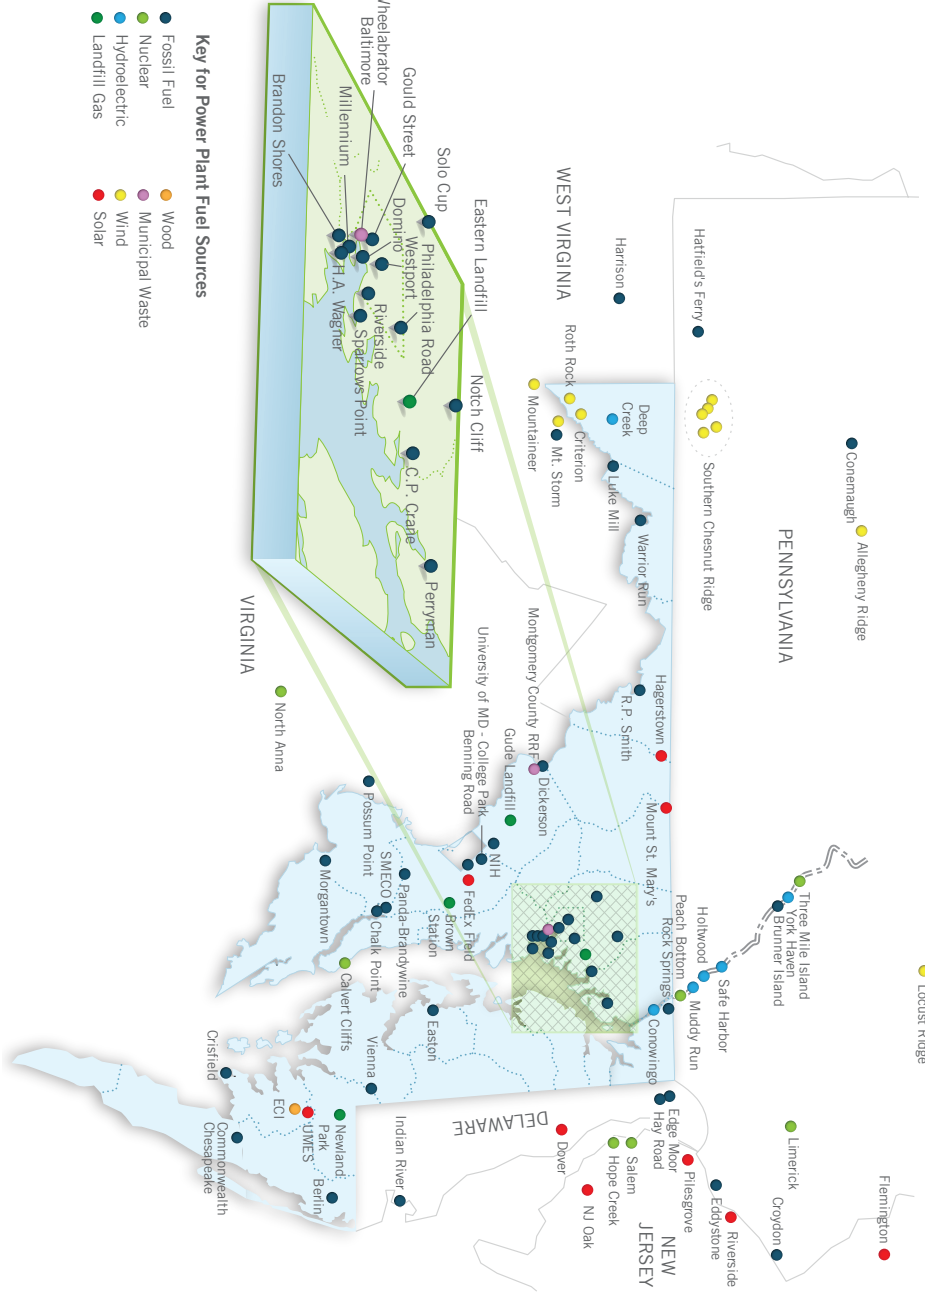 PENNSYLVANIA
WEST VIRGINIA
VIRGINIA
DELAWARE
NEW
JERSEY
Locust Ridge
Flemington
Allegheny Ridge
Conemaugh
Three Mile Island
York Haven
Brunner Island
Limerick
Croydon
Hatfield's Ferry
Southern Chesnut Ridge
Safe Harbor
Holtwood
Muddy Run
Peach Bottom
Rock Springs
Conowingo
Riverside
Eddystone
Pilesgrove
Edge Moor
Hay Road
Salem
Hope Creek
NJ Oak
Dover
Harrison
Roth Rock
Deep
Creek
Criterion
Mt. Storm
Mountaineer
Luke Mill
Warrior Run
Hagerstown
R.P. Smith
Mount St. Mary's
Montgomery County RRF
Dickerson
Gude Landfill
University of MD - College Park
Benning Road
NIH
FedEx Field
Brown
Station
Panda-Brandywine
SMECO
Chalk Point
Possum Point
Morgantown
North Anna
Calvert Cliffs
Easton
Vienna
Indian River
Crisfield
ECI
UMES
Newland
Park
Berlin
Commonwealth
Chesapeake
Eastern Landfill
Notch Cliff
Solo Cup
Philadelphia Road
Gould Street
Westport
Domino
Wheelabrator
Baltimore
Millennium
Brandon Shores
H.A. Wagner
Riverside
Sparrows Point
C.P. Crane
Perryman
Key for Power Plant Fuel Sources
Fossil Fuel
Nuclear
Hydroelectric
Landfill Gas
Wood
Municipal Waste
Wind
Solar